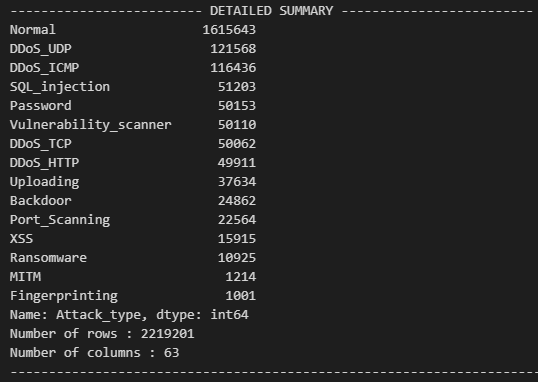 ------------------------- DETAILED SUMMARY -------------------------
Normal 1615643
DDoS_UDP 121568
DDoS_ICMP 116436
SQL_injection 51203
Password 50153
Vulnerability_scanner 50110
DDoS_TCP 50062
DDoS_HTTP 49911
Uploading 37634
Backdoor 24862
Port_Scanning 22564
XSS 15915
Ransomware 10925
MITM 1214
Fingerprinting 1001
Name: Attack_type, dtype: int64
Number of rows : 2219201
Number of columns : 63
--------------------------------------------------------------------